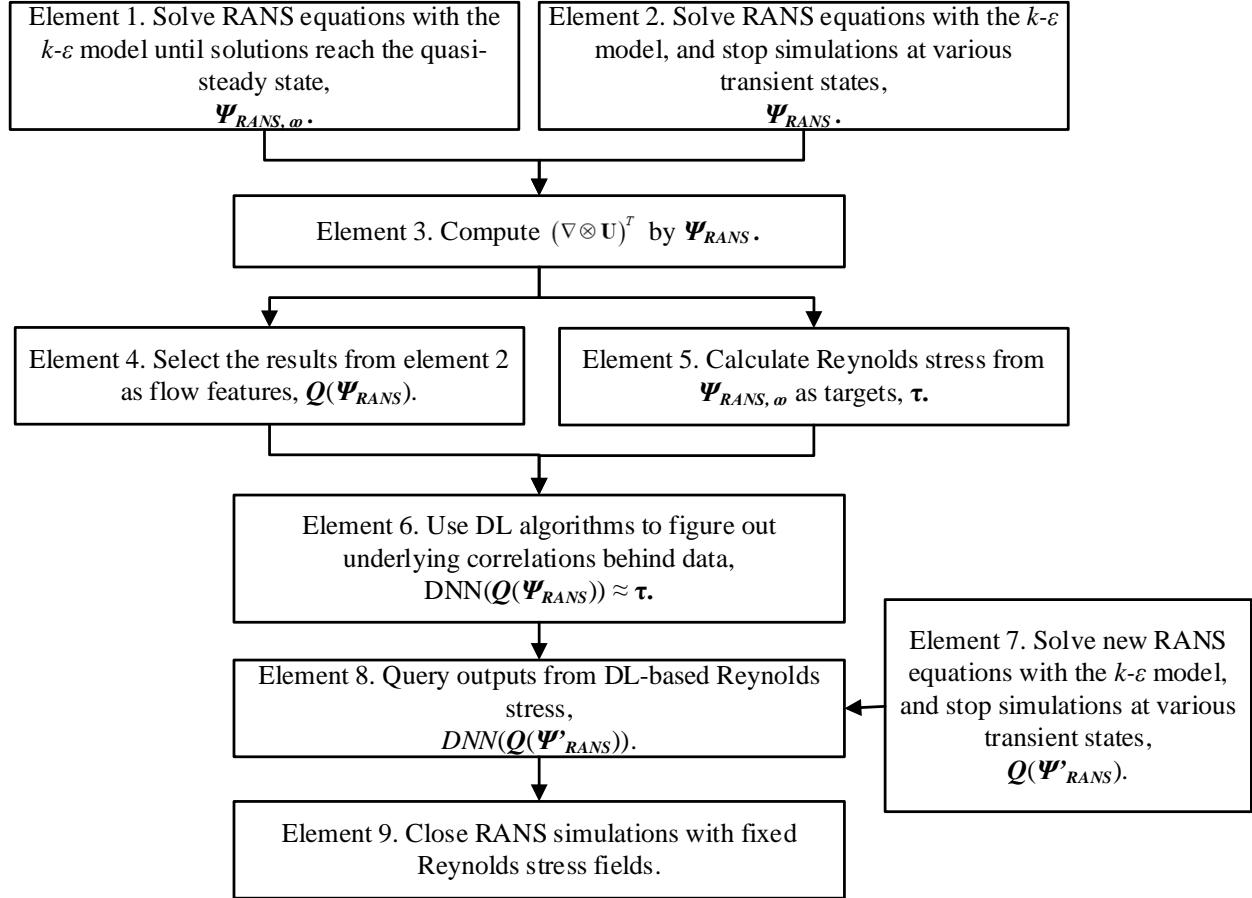 Element 1. Solve RANS equations with the
k-ε model until solutions reach the quasi-
steady state,
Ψ_RANS, ∞.
Element 2. Solve RANS equations with the k-ε
model, and stop simulations at various
transient states,
Ψ_RANS.
Element 3. Compute (∇⊗U)^T by Ψ_RANS.
Element 4. Select the results from element 2
as flow features, Q(Ψ_RANS).
Element 5. Calculate Reynolds stress from
Ψ_RANS, ∞ as targets, τ.
Element 6. Use DL algorithms to figure out
underlying correlations behind data,
DNN(Q(Ψ_RANS)) ≈ τ.
Element 7. Solve new RANS
equations with the k-ε model,
and stop simulations at various
transient states,
Q(Ψ’_RANS).
Element 8. Query outputs from DL-based Reynolds
stress,
DNN(Q(Ψ’_RANS)).
Element 9. Close RANS simulations with fixed
Reynolds stress fields.